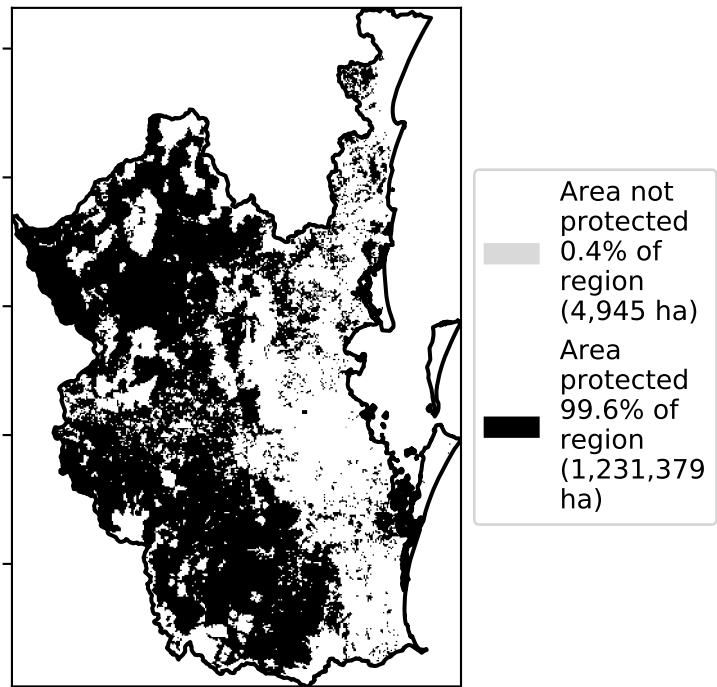 Area not
protected
0.4% of
region
(4,945 ha)
Area
protected
99.6% of
region
(1,231,379
ha)